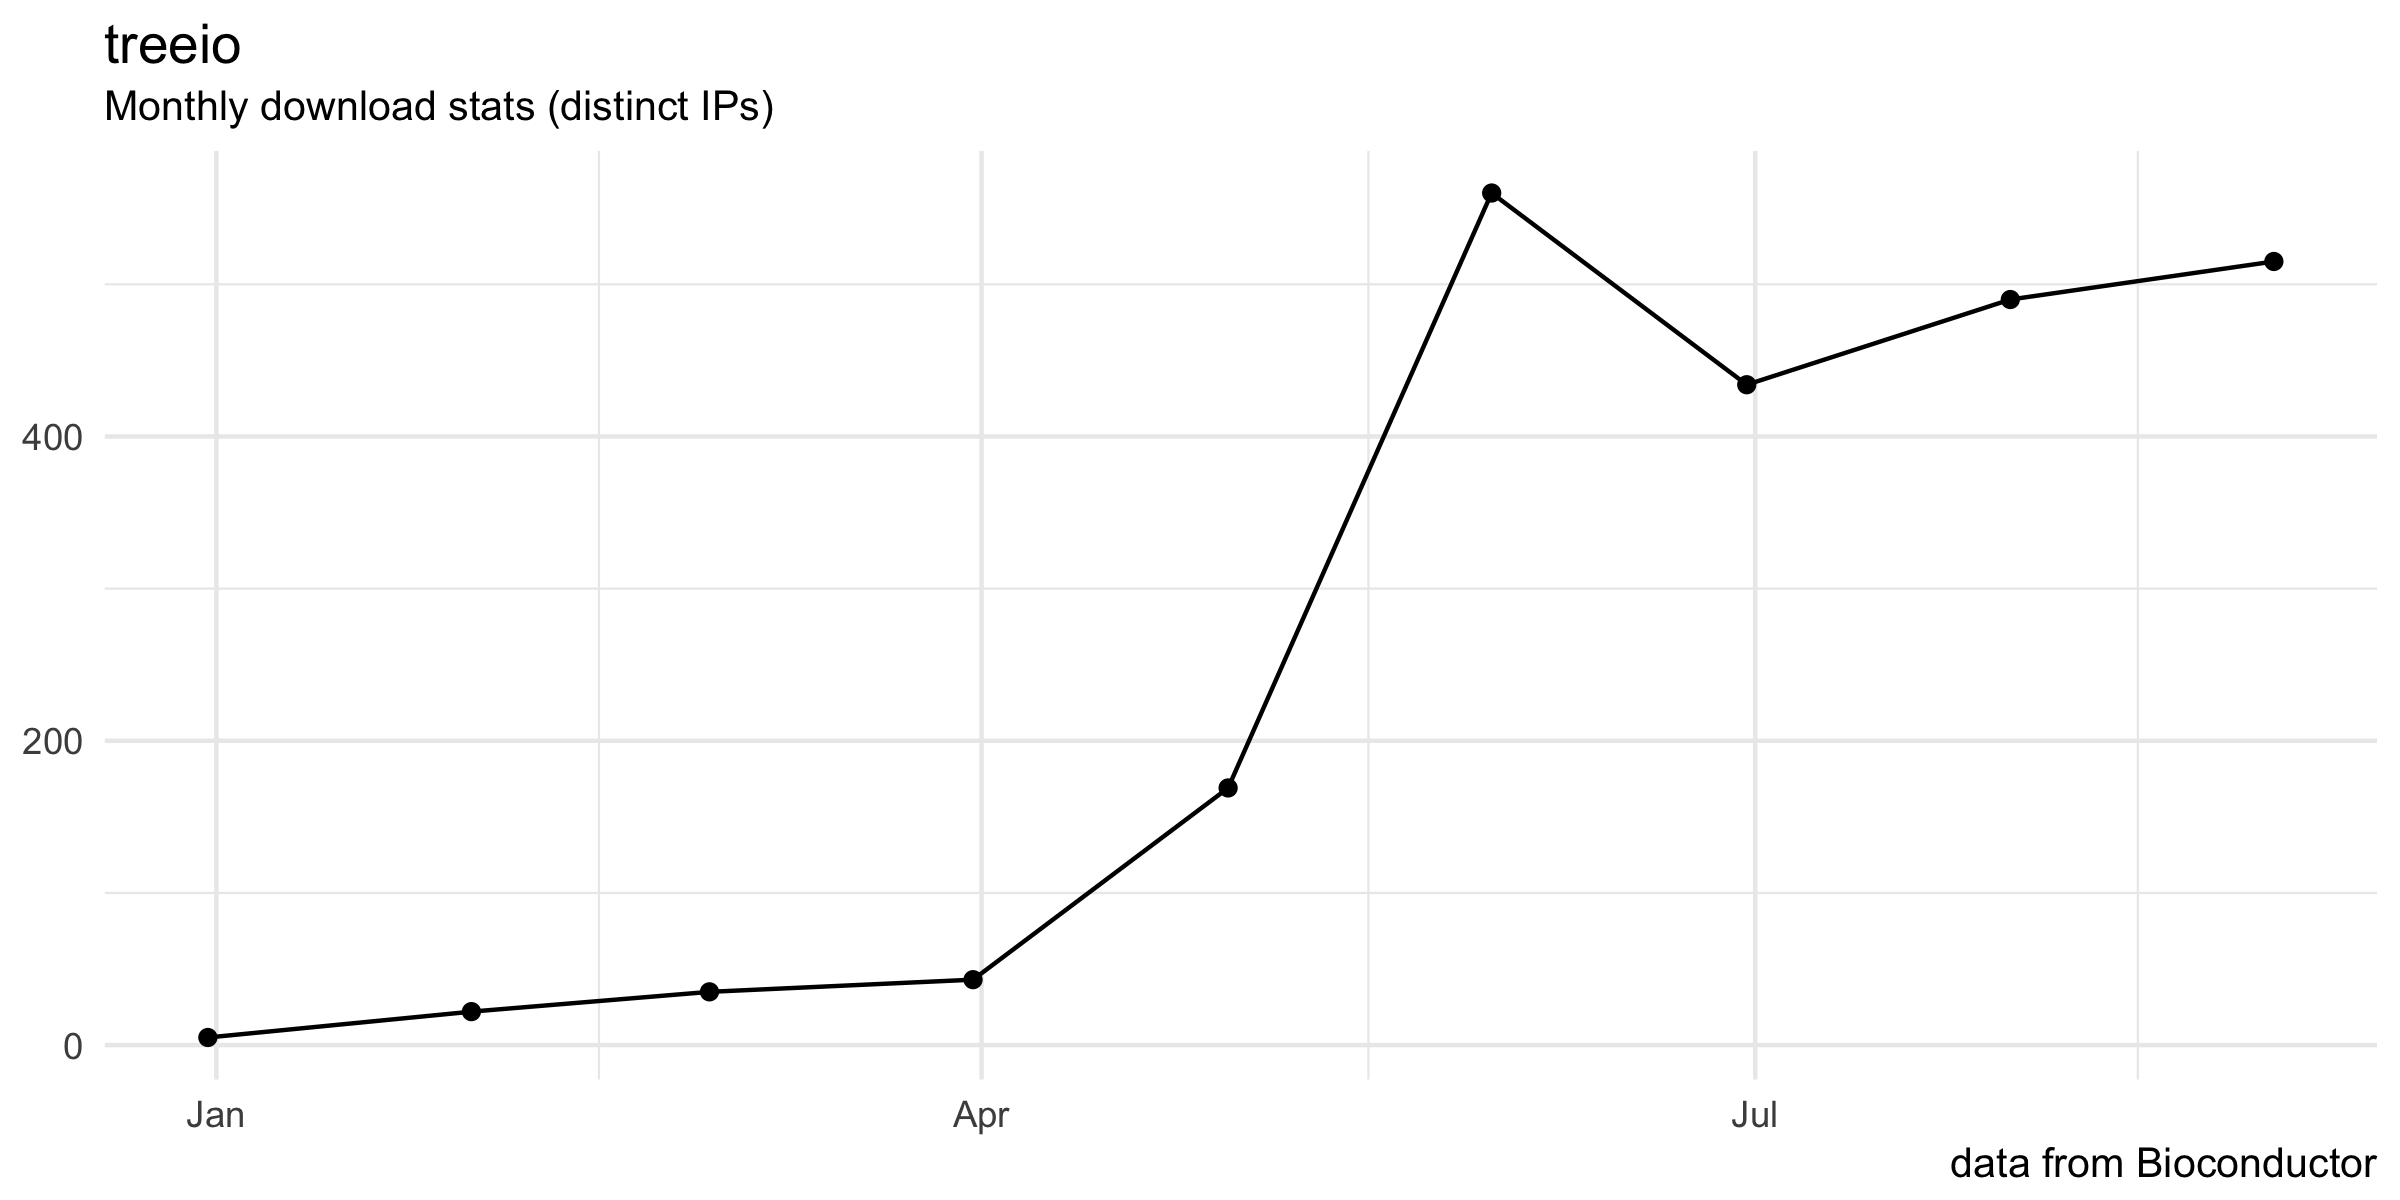 treeio
Monthly download stats (distinct IPs)
400
200
0
Jan Apr Jul
data from Bioconductor